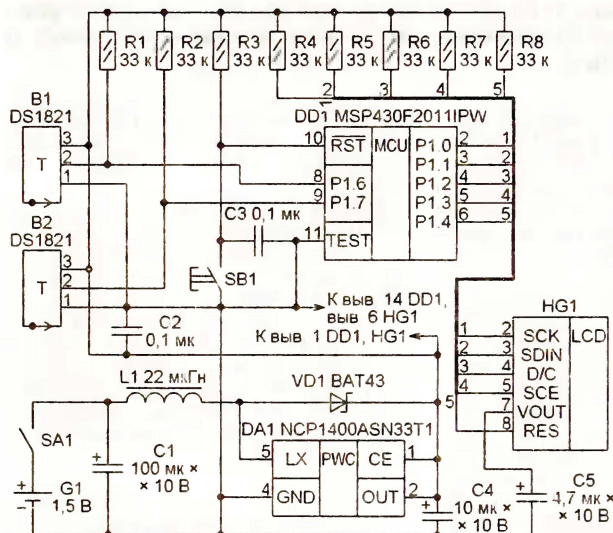 R1 R2 R3 R4 R5 R6 R7 R8
33 к 33 к 33 к 33 к 33 к 33 к 33 к 33 к
2 3 4 5
B1
DS1821
3
2
1
T
DD1 MSP430F2011IPW
10 RST MCU P1.0 2 1
P1.1 3 2
8 P1.6 P1.2 4 3
9 P1.7 P1.3 5 4
P1.4 6 5
11 TEST
C3 0,1 мк
B2
DS1821
3
2
1
T
SB1
К выв 14 DD1,
выв 6 HG1
К выв 1 DD1, HG1
C2
0,1 мк
HG1
1 2 SCK LCD
2 3 SDIN
3 4 D/C
4 5 SCE
7 VOUT
5 8 RES
L1 22 мкГн
VD1 BAT43
DA1 NCP1400ASN33T1
5 LX PWC CE 1
4 GND OUT 2
SA1
+
G1
1,5 В
−
+
C1
100 мк ×
× 10 В
+
C4
10 мк ×
× 10 В
+
C5
4,7 мк ×
× 10 В